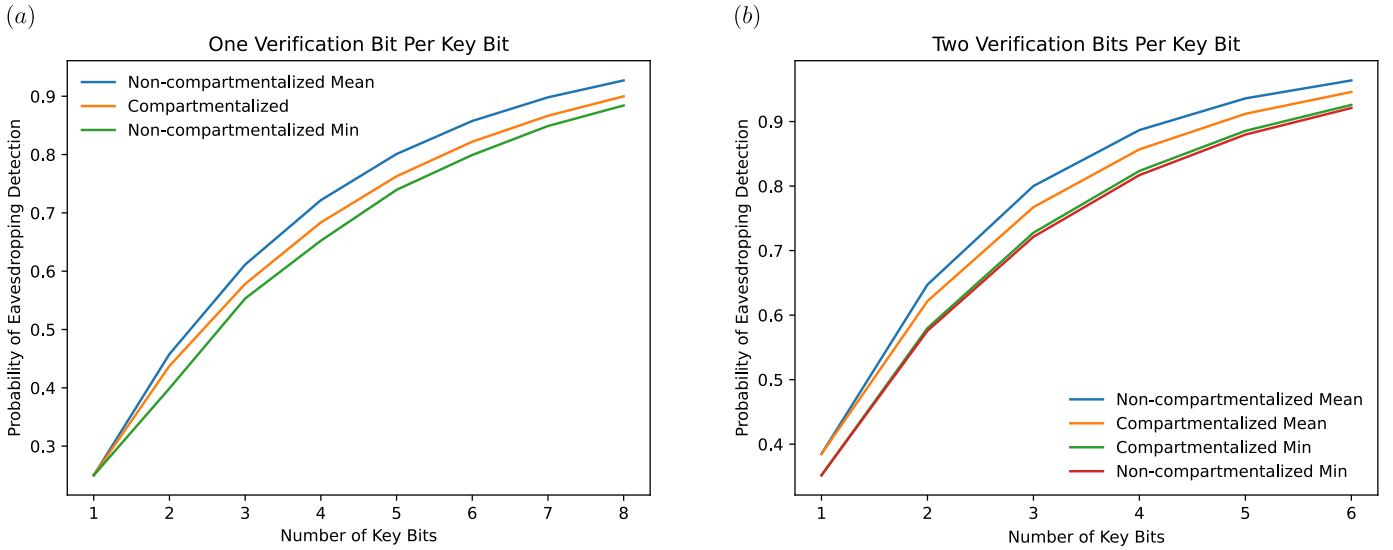 (a)
One Verification Bit Per Key Bit
Probability of Eavesdropping Detection
0.9
0.8
0.7
0.6
0.5
0.4
0.3
Non-compartmentalized Mean
Compartmentalized
Non-compartmentalized Min
1 2 3 4 5 6 7 8
Number of Key Bits
(b)
Two Verification Bits Per Key Bit
Probability of Eavesdropping Detection
0.9
0.8
0.7
0.6
0.5
0.4
Non-compartmentalized Mean
Compartmentalized Mean
Compartmentalized Min
Non-compartmentalized Min
1 2 3 4 5 6
Number of Key Bits